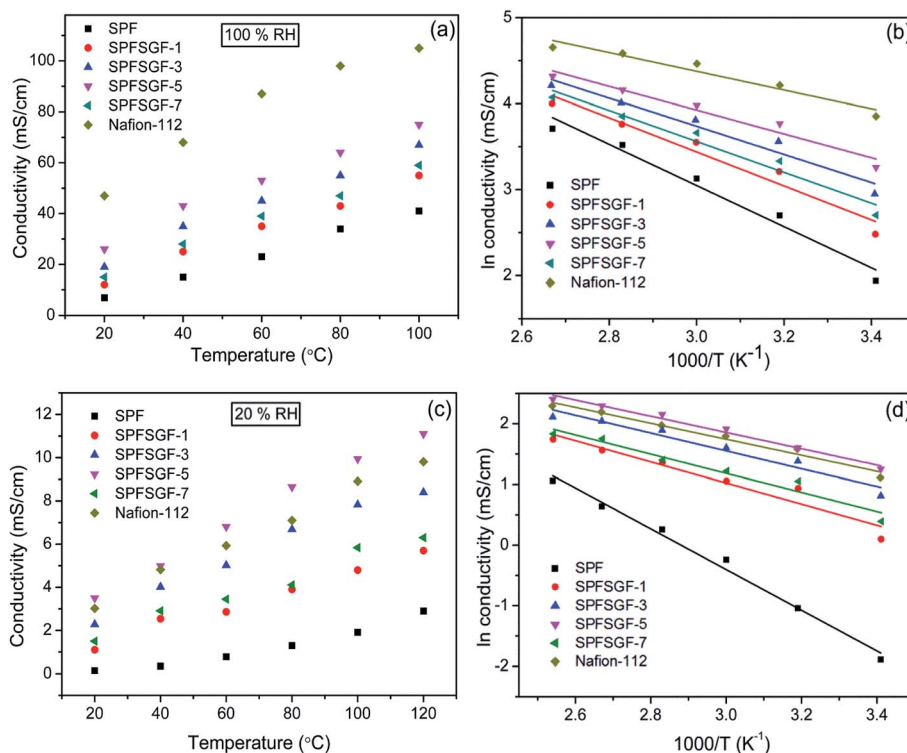 (a)
100 % RH
SPF
SPFSGF-1
SPFSGF-3
SPFSGF-5
SPFSGF-7
Nafion-112
100
80
60
40
20
0
Conductivity (mS/cm)
20 40 60 80 100
Temperature (°C)
(b)
5
4
3
2
ln conductivity (mS/cm)
SPF
SPFSGF-1
SPFSGF-3
SPFSGF-5
SPFSGF-7
Nafion-112
2.6 2.8 3.0 3.2 3.4
1000/T (K-1)
(c)
20 % RH
SPF
SPFSGF-1
SPFSGF-3
SPFSGF-5
SPFSGF-7
Nafion-112
12
10
8
6
4
2
0
Conductivity (mS/cm)
20 40 60 80 100 120
Temperature (°C)
(d)
2
1
0
-1
-2
ln conductivity (mS/cm)
SPF
SPFSGF-1
SPFSGF-3
SPFSGF-5
SPFSGF-7
Nafion-112
2.6 2.8 3.0 3.2 3.4
1000/T (K-1)